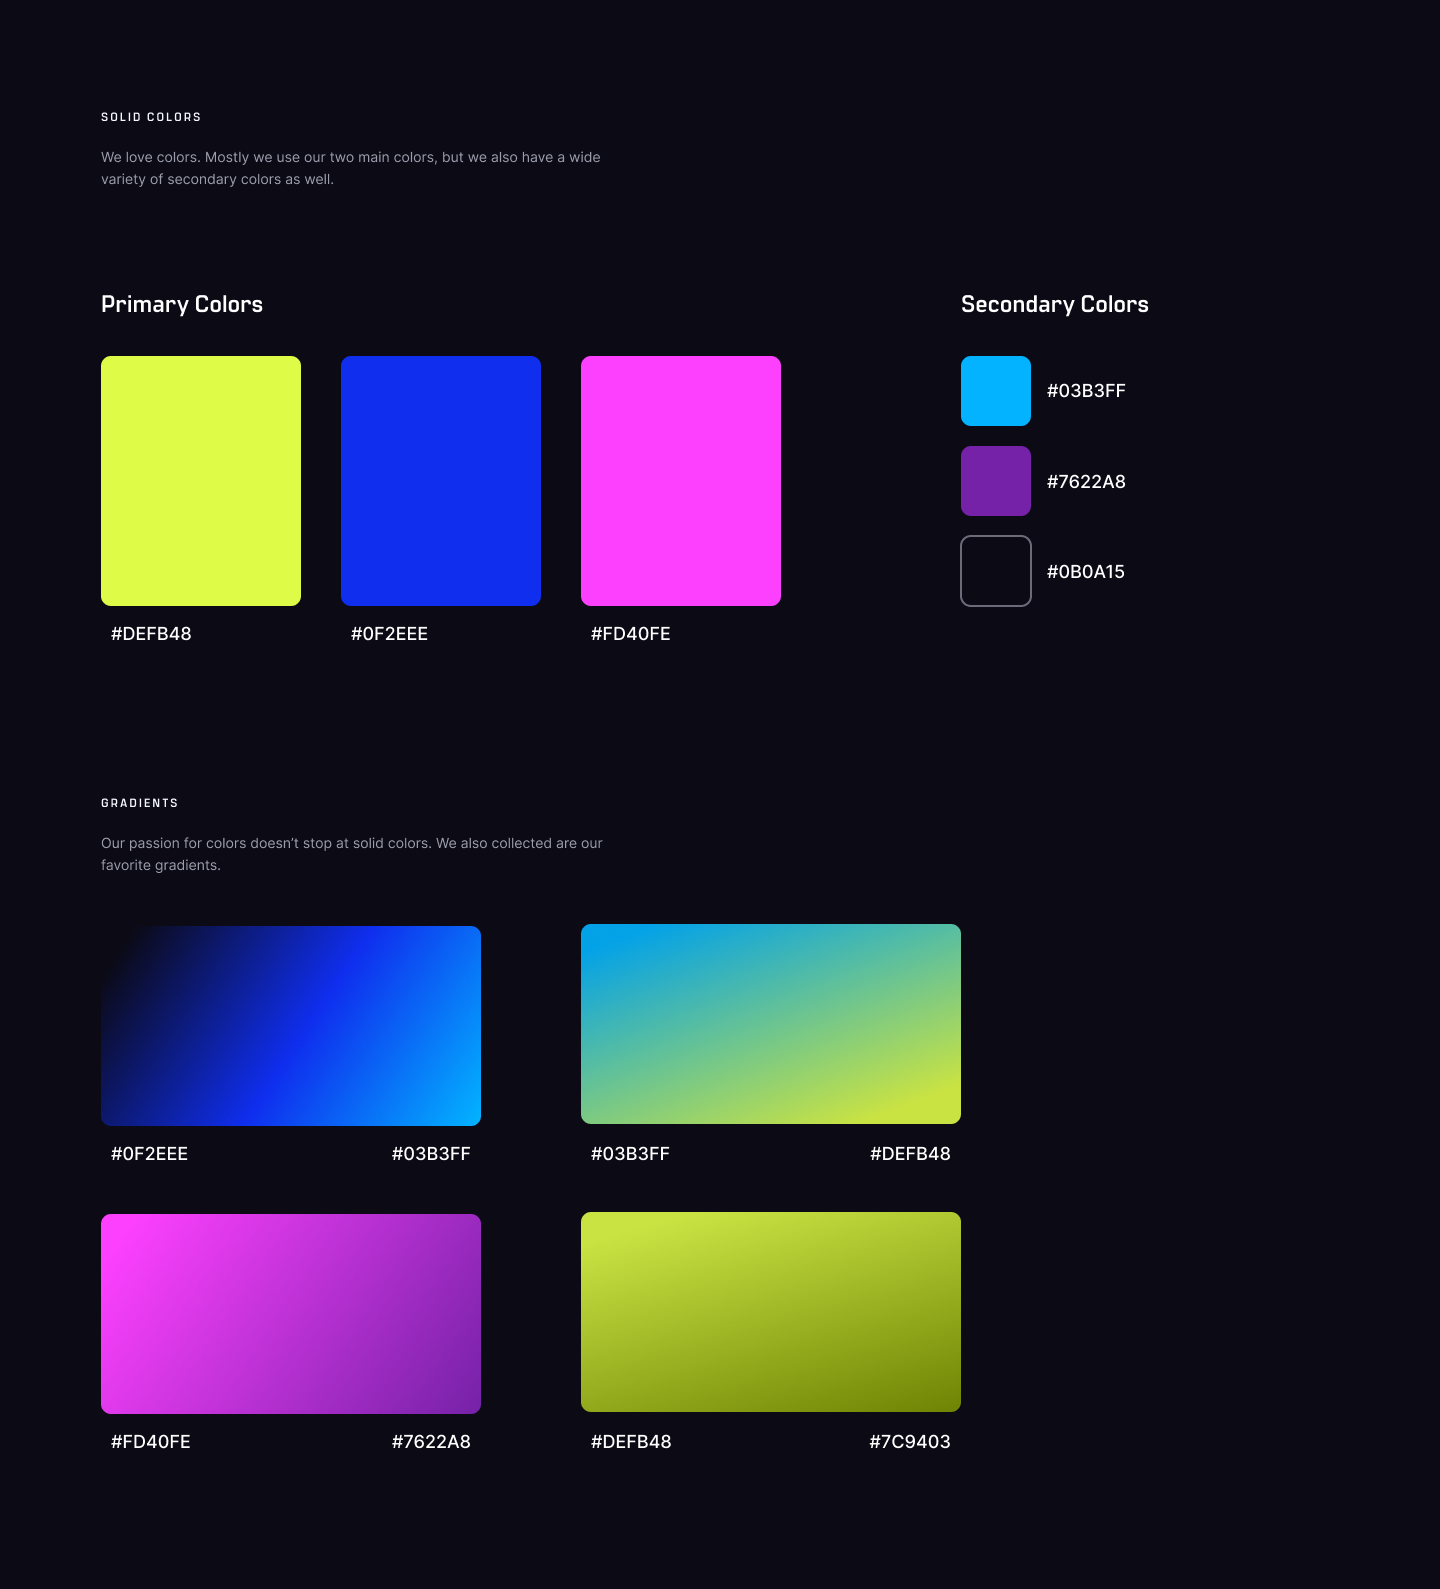 SOLID COLORS
We love colors. Mostly we use our two main colors, but we also have a wide
variety of secondary colors as well.
Primary Colors
#DEFB48
#0F2EEE
#FD40FE
Secondary Colors
#03B3FF
#7622A8
#0B0A15
GRADIENTS
Our passion for colors doesn’t stop at solid colors. We also collected are our
favorite gradients.
#0F2EEE
#03B3FF
#03B3FF
#DEFB48
#FD40FE
#7622A8
#DEFB48
#7C9403